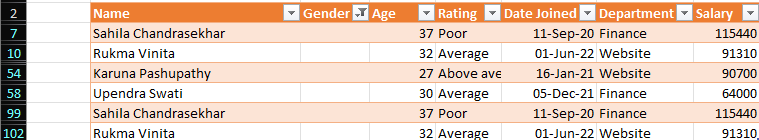 2 Name Gender Age Rating Date Joined Department Salary
7 Sahila Chandrasekhar 37 Poor 11-Sep-20 Finance 115440
10 Rukma Vinita 32 Average 01-Jun-22 Website 91310
54 Karuna Pashupathy 27 Above ave 16-Jan-21 Website 90700
58 Upendra Swati 30 Average 05-Dec-21 Finance 64000
99 Sahila Chandrasekhar 37 Poor 11-Sep-20 Finance 115440
102 Rukma Vinita 32 Average 01-Jun-22 Website 91310